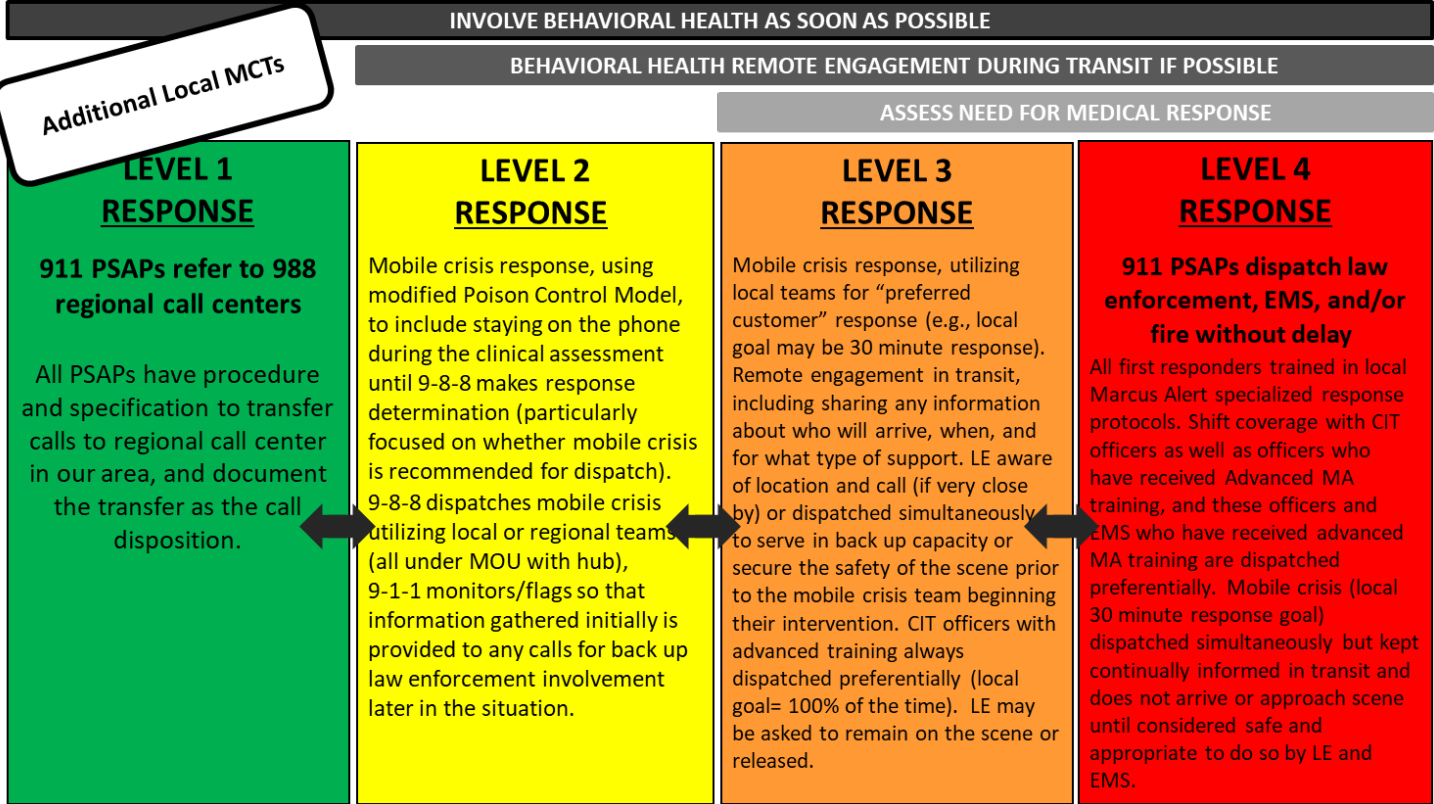 INVOLVE BEHAVIORAL HEALTH AS SOON AS POSSIBLE
BEHAVIORAL HEALTH REMOTE ENGAGEMENT DURING TRANSIT IF POSSIBLE
ASSESS NEED FOR MEDICAL RESPONSE
Additional Local MCTs
LEVEL 1
RESPONSE
911 PSAPs refer to 988
regional call centers
All PSAPs have procedure
and specification to transfer
calls to regional call center
in our area, and document
the transfer as the call
disposition.
LEVEL 2
RESPONSE
Mobile crisis response, using
modified Poison Control Model,
to include staying on the phone
during the clinical assessment
until 9-8-8 makes response
determination (particularly
focused on whether mobile crisis
is recommended for dispatch).
9-8-8 dispatches mobile crisis
utilizing local or regional teams
(all under MOU with hub),
9-1-1 monitors/flags so that
information gathered initially is
provided to any calls for back up
law enforcement involvement
later in the situation.
LEVEL 3
RESPONSE
Mobile crisis response, utilizing
local teams for “preferred
customer” response (e.g., local
goal may be 30 minute response).
Remote engagement in transit,
including sharing any information
about who will arrive, when, and
for what type of support. LE aware
of location and call (if very close
by) or dispatched simultaneously
to serve in back up capacity or
secure the safety of the scene prior
to the mobile crisis team beginning
their intervention. CIT officers with
advanced training always
dispatched preferentially (local
goal= 100% of the time). LE may
be asked to remain on the scene or
released.
LEVEL 4
RESPONSE
911 PSAPs dispatch law
enforcement, EMS, and/or
fire without delay
All first responders trained in local
Marcus Alert specialized response
protocols. Shift coverage with CIT
officers as well as officers who
have received Advanced MA
training, and these officers and
EMS who have received advanced
MA training are dispatched
preferentially. Mobile crisis (local
30 minute response goal)
dispatched simultaneously but kept
continually informed in transit and
does not arrive or approach scene
until considered safe and
appropriate to do so by LE and
EMS.